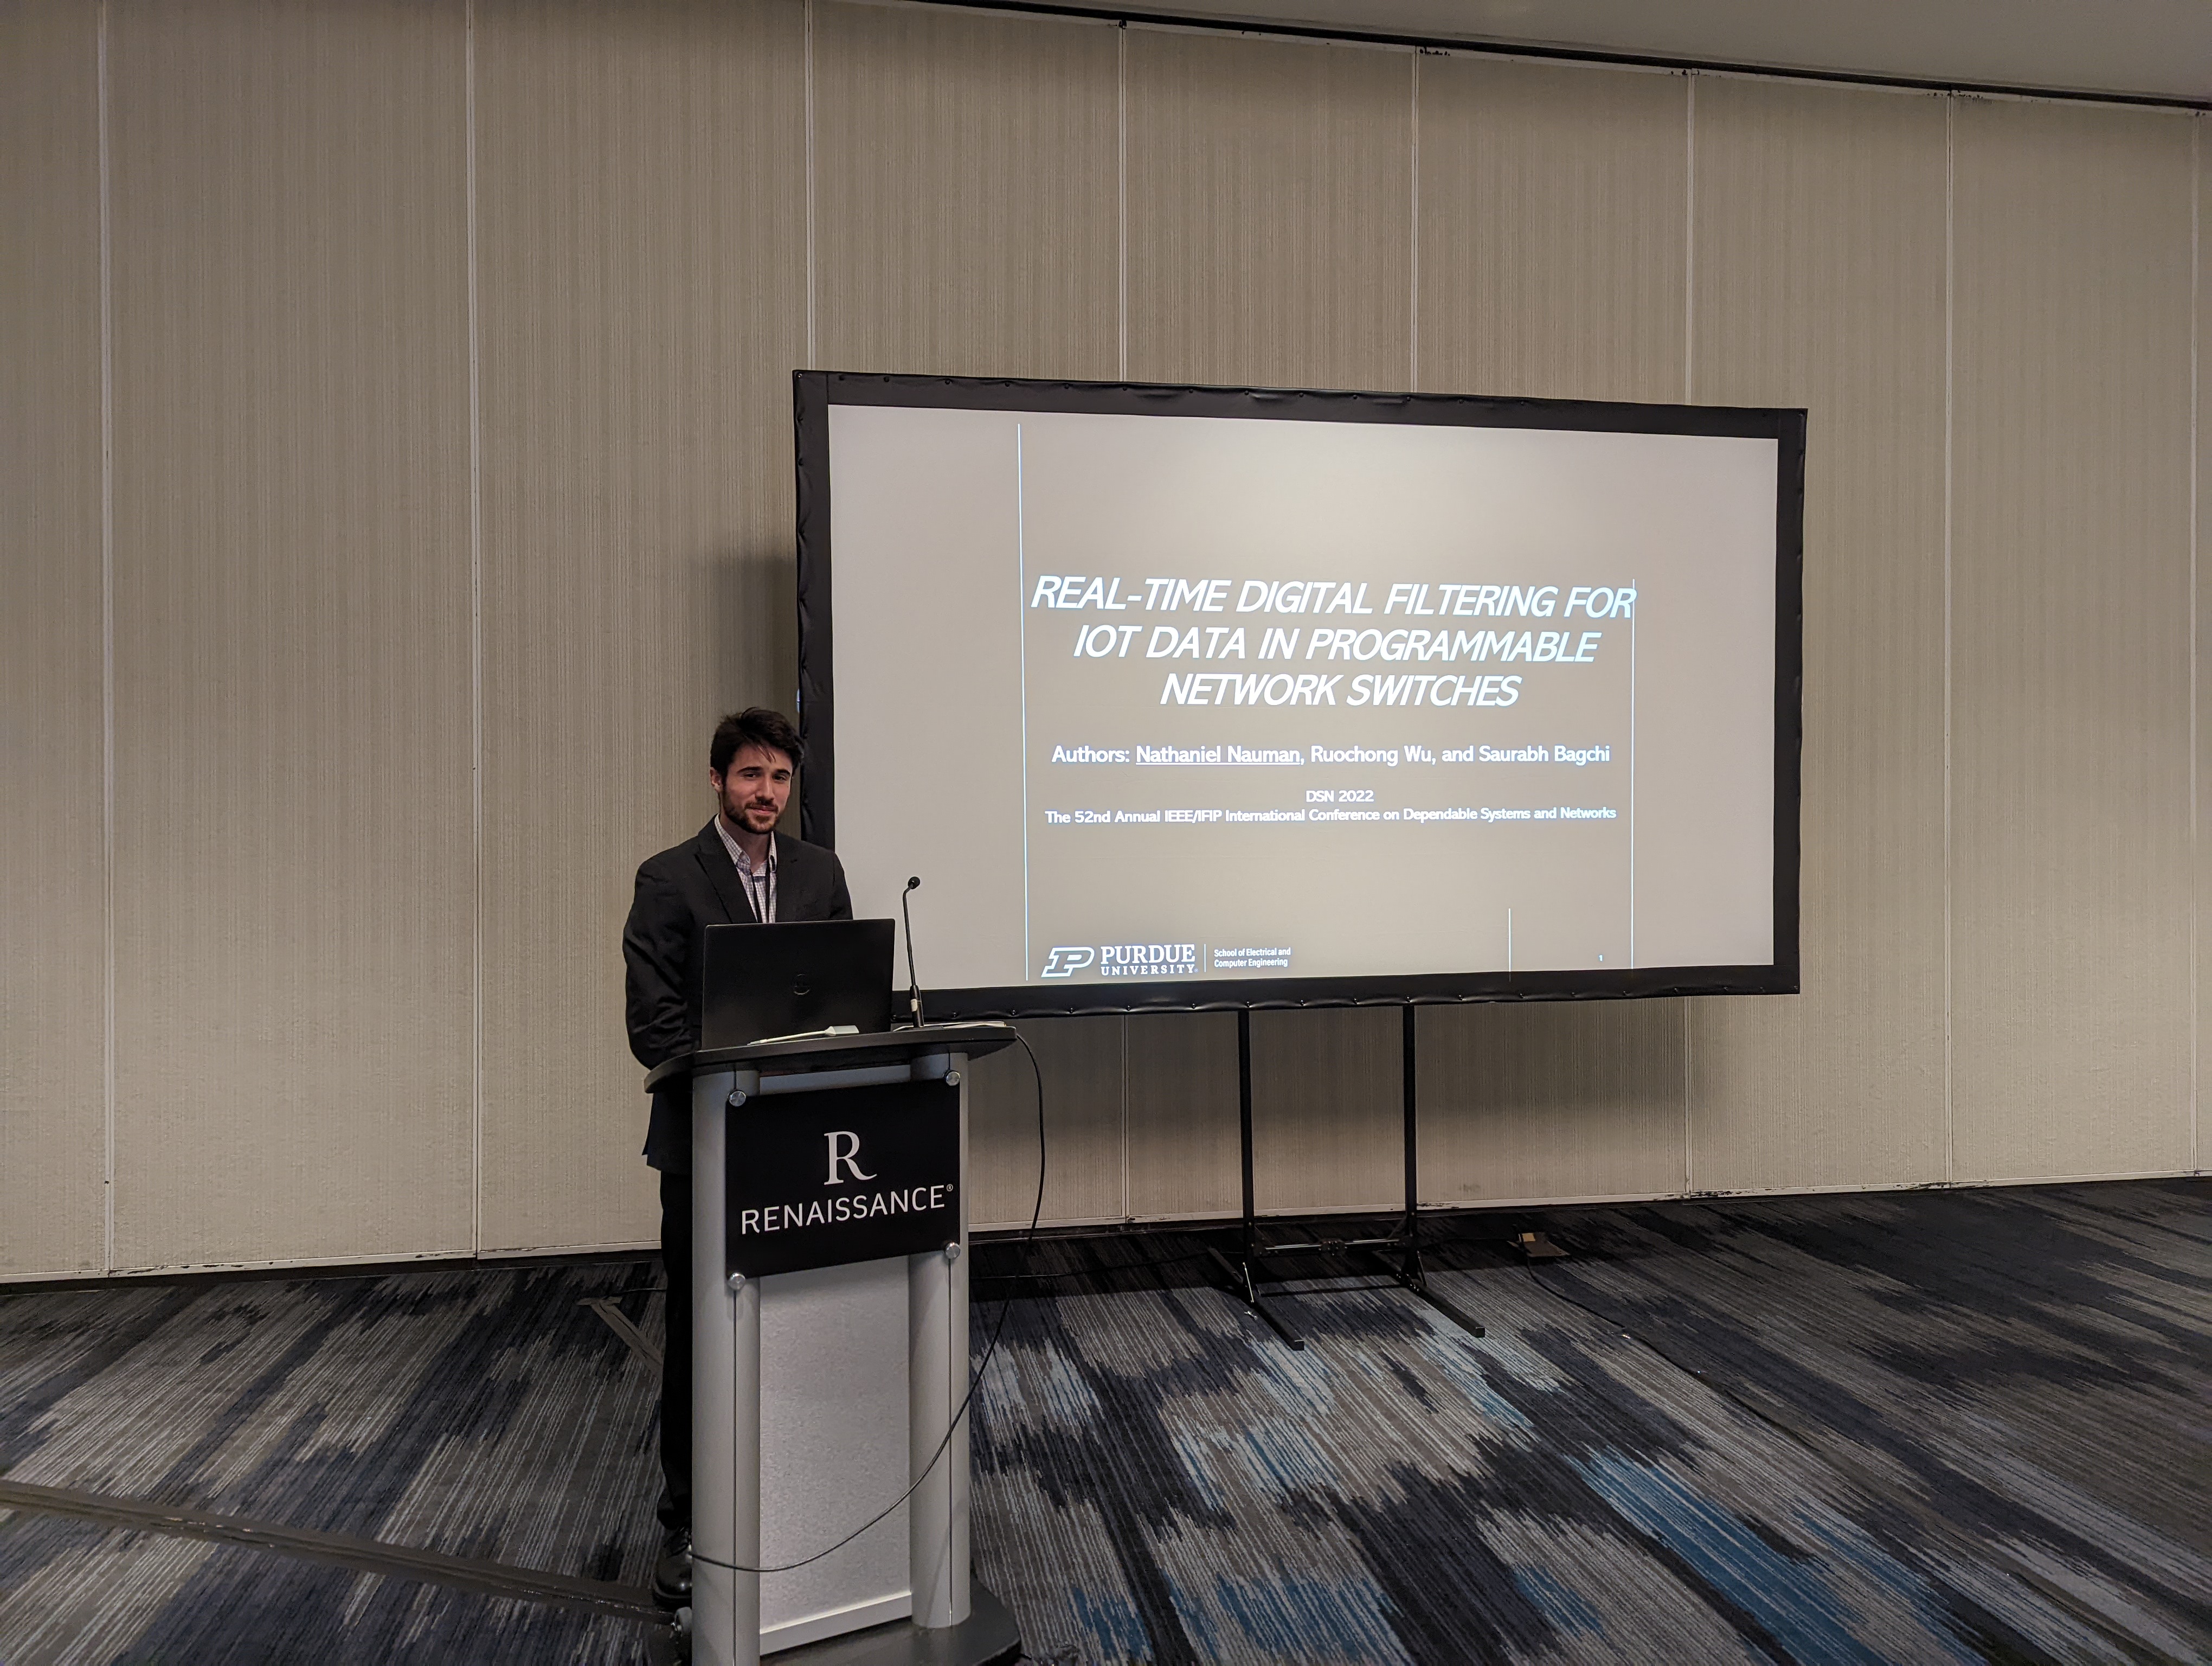 REAL-TIME DIGITAL FILTERING FOR
IOT DATA IN PROGRAMMABLE
NETWORK SWITCHES
Authors: Nathaniel Nauman, Ruochong Wu, and Saurabh Bagchi
DSN 2022
The 52nd Annual IEEE/IFIP International Conference on Dependable Systems and Networks
P PURDUE
UNIVERSITY®
School of Electrical and
Computer Engineering
1
R
RENAISSANCE®